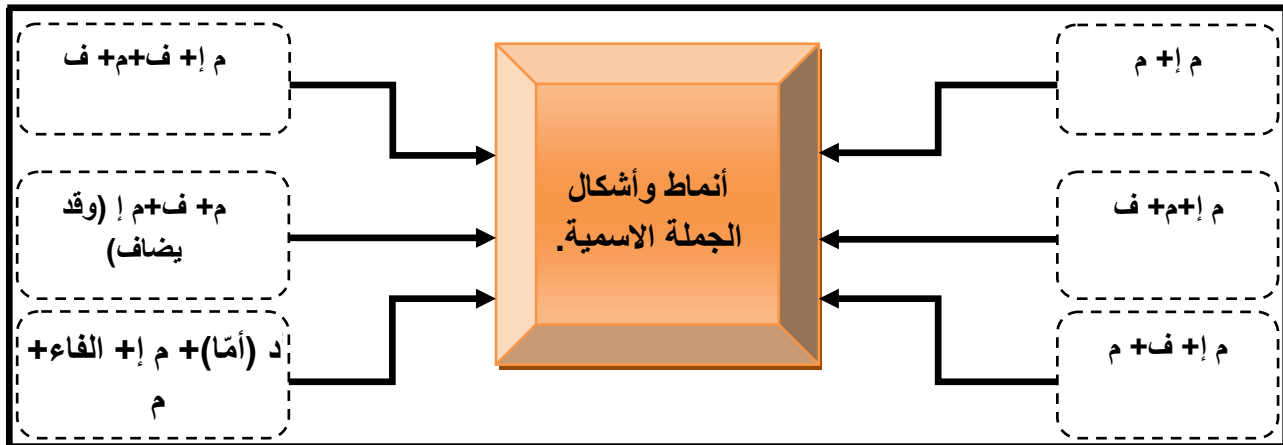 م إ+ م
م إ+م+ ف
م إ+ ف+ م
أنماط وأشكال
الجملة الاسمية.
م إ+ ف+م+ ف
م+ ف+م إ (وقد
يضاف)
د (أمّا)+ م إ+ الفاء+
م